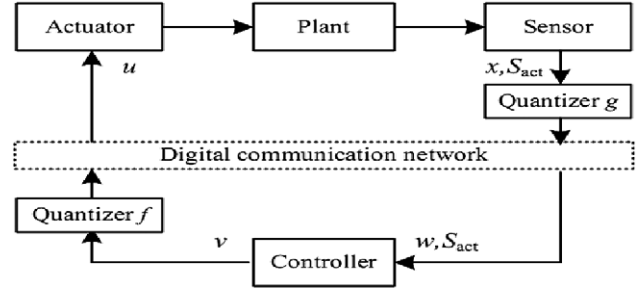 Actuator Plant Sensor
u x, S_act
Quantizer g
Digital communication network
Quantizer f
v w, S_act
Controller